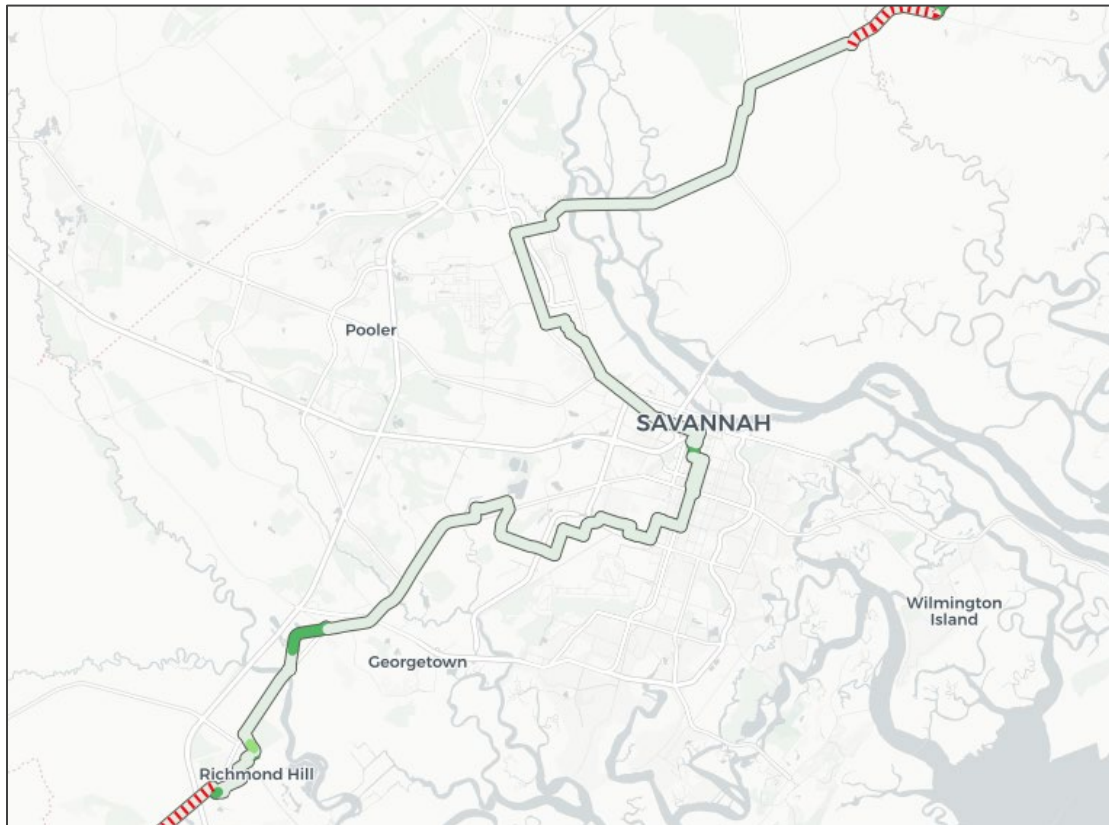 Pooler
SAVANNAH
Wilmington
Island
Georgetown
Richmond Hill